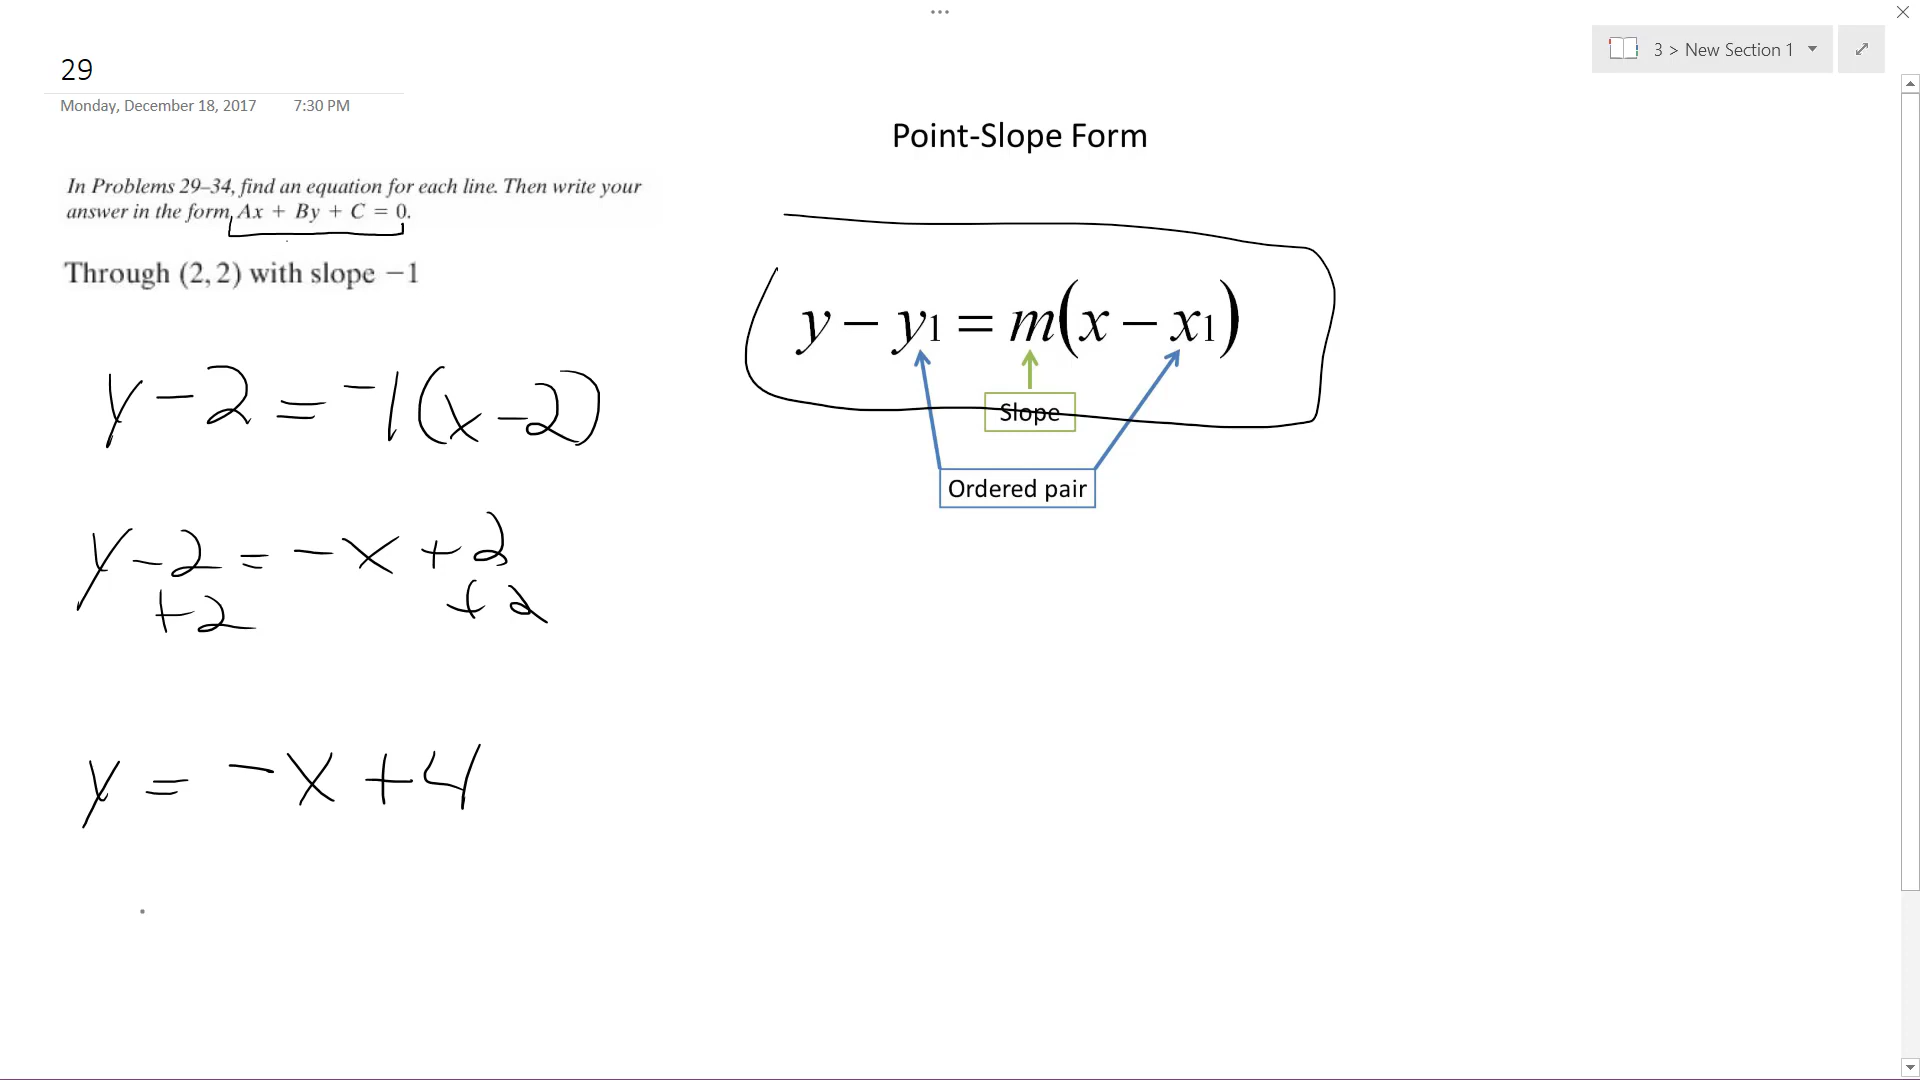 3 > New Section 1
29
Monday, December 18, 2017 7:30 PM
Point-Slope Form
In Problems 29–34, find an equation for each line. Then write your
answer in the form Ax + By + C = 0.
Through (2, 2) with slope −1
y − y1 = m(x − x1)
Slope
Ordered pair
y − 2 = −1(x − 2)
y − 2 = −x + 2
+2 +2
y = −x + 4